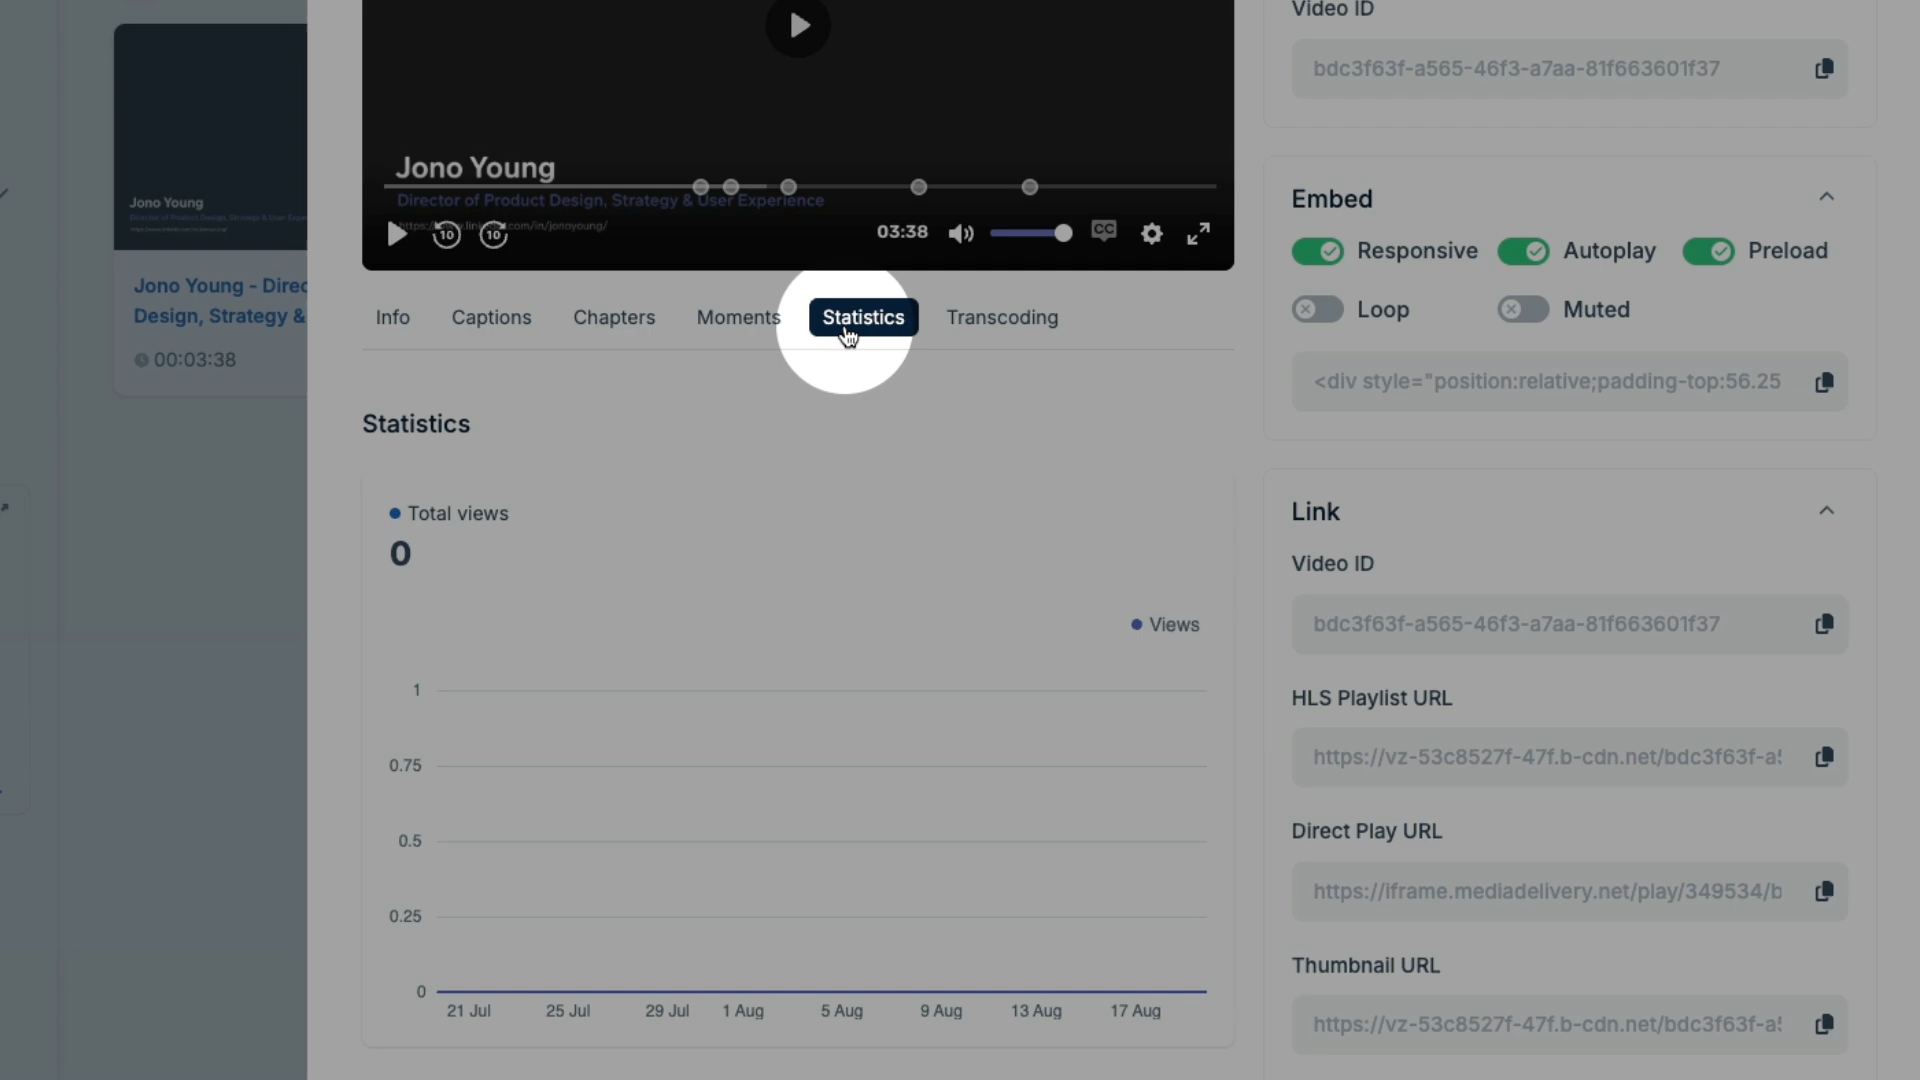 Jono Young
Jono Young - Direc
Design, Strategy &
00:03:38
Jono Young
Director of Product Design, Strategy & User Experience
10
10
03:38
CC
Info
Captions
Chapters
Moments
Statistics
Transcoding
Statistics
Total views
0
Views
1
0.75
0.5
0.25
0
21 Jul
25 Jul
29 Jul
1 Aug
5 Aug
9 Aug
13 Aug
17 Aug
Video ID
bdc3f63f-a565-46f3-a7aa-81f663601f37
Embed
Responsive
Autoplay
Preload
Loop
Muted
<div style="position:relative;padding-top:56.25
Link
Video ID
bdc3f63f-a565-46f3-a7aa-81f663601f37
HLS Playlist URL
https://vz-53c8527f-47f.b-cdn.net/bdc3f63f-a
Direct Play URL
https://iframe.mediadelivery.net/play/349534/b
Thumbnail URL
https://vz-53c8527f-47f.b-cdn.net/bdc3f63f-a